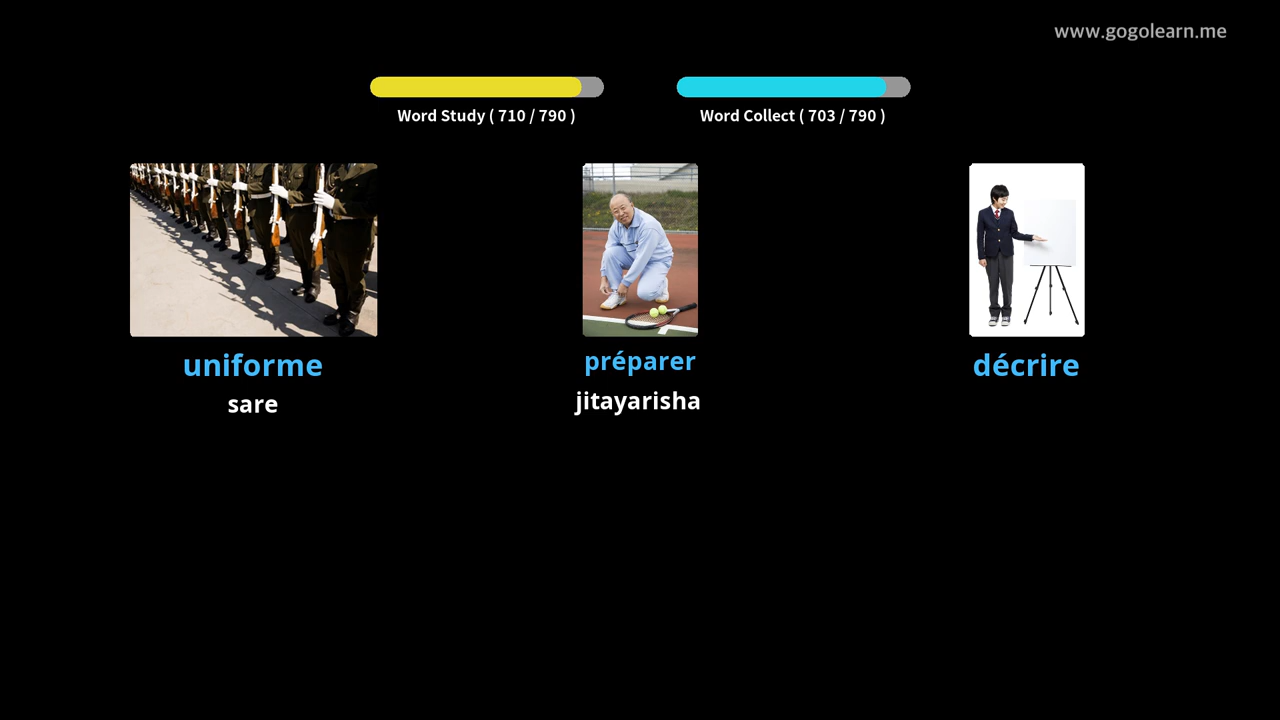 www.gogolearn.me
Word Study ( 710 / 790 )
Word Collect ( 703 / 790 )
uniforme
sare
préparer
jitayarisha
décrire